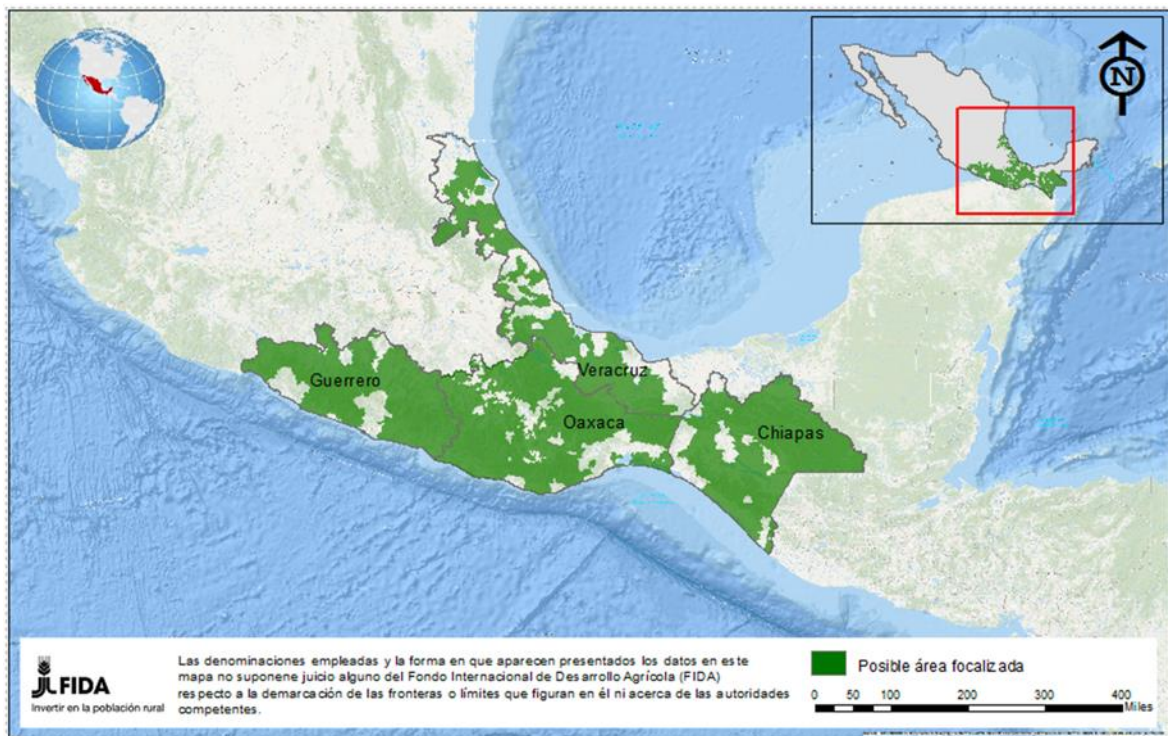 N
Guerrero
Veracruz
Oaxaca
Chiapas
FIDA
Invertir en la población rural
Las denominaciones empleadas y la forma en que aparecen presentados los datos en este
mapa no suponene juicio alguno del Fondo Internacional de Desarrollo Agrícola (FIDA)
respecto a la demarcación de las fronteras o límites que figuran en él ni acerca de las autoridades
competentes.
Posible área focalizada
0 50 100 200 300 400
Miles